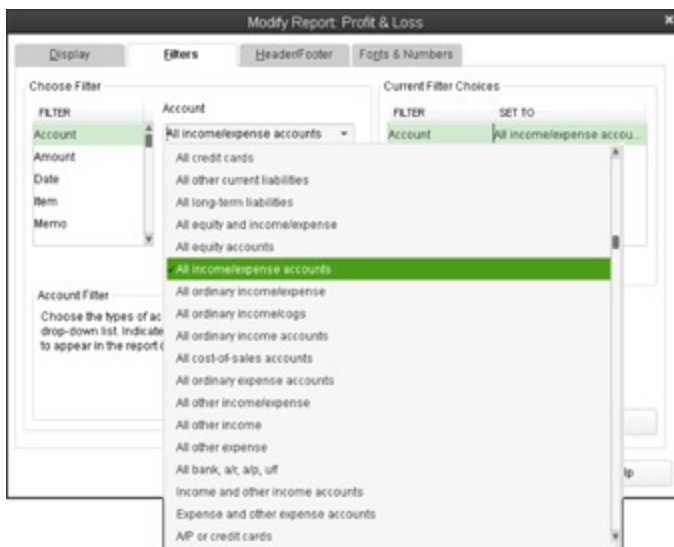 Modify Report: Profit & Loss
×
Display
Filters
Header/Footer
Fonts & Numbers
Choose Filter
Current Filter Choices
FILTER
Account
FILTER
SET TO
Account
All income/expense accounts
Account
All income/expense accou...
Amount
Date
Item
Memo
All credit cards
All other current liabilities
All long-term liabilities
All equity and income/expense
All equity accounts
✓ All income/expense accounts
All ordinary income/expense
All ordinary income/cogs
All ordinary income accounts
All cost-of-sales accounts
All ordinary expense accounts
All other income/expense
All other income
All other expense
All bank, a/r, a/p, uff
Income and other income accounts
Expense and other expense accounts
A/P or credit cards
Account Filter
Choose the types of ac
drop-down list. Indicate
to appear in the report
lp